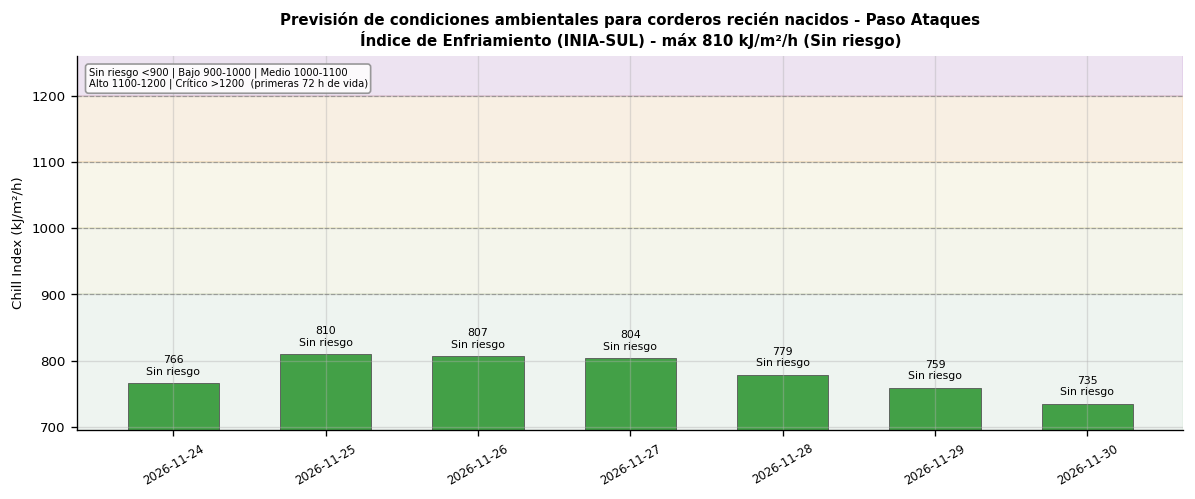 Previsión de condiciones ambientales para corderos recién nacidos - Paso Ataques
Índice de Enfriamiento (INIA-SUL) - máx 810 kJ/m²/h (Sin riesgo)
Sin riesgo <900 | Bajo 900-1000 | Medio 1000-1100
Alto 1100-1200 | Crítico >1200  (primeras 72 h de vida)
Chill Index (kJ/m²/h)
1200
1100
1000
900
800
700
766
Sin riesgo
810
Sin riesgo
807
Sin riesgo
804
Sin riesgo
779
Sin riesgo
759
Sin riesgo
735
Sin riesgo
2026-11-24
2026-11-25
2026-11-26
2026-11-27
2026-11-28
2026-11-29
2026-11-30